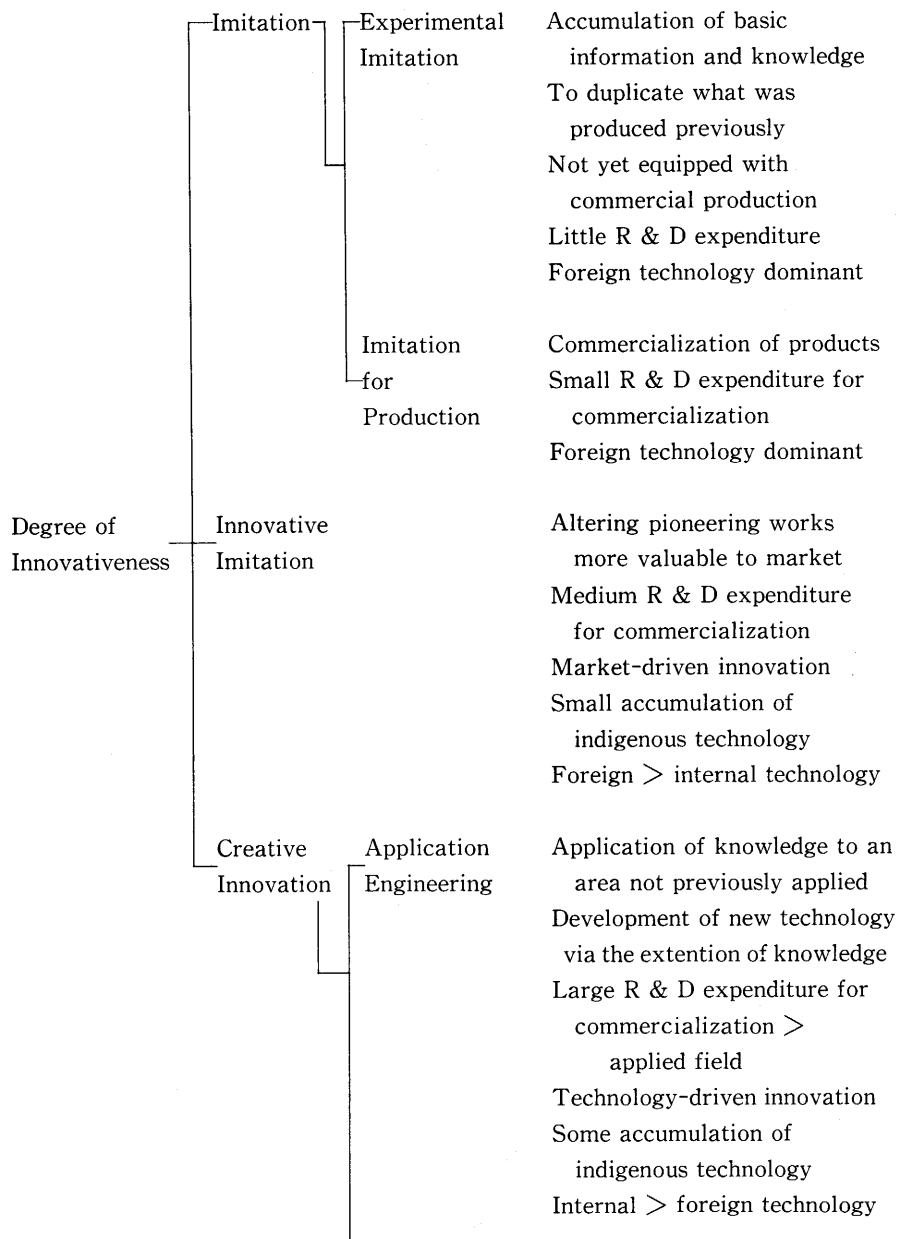 Imitation
Experimental
Imitation
Accumulation of basic
information and knowledge
To duplicate what was
produced previously
Not yet equipped with
commercial production
Little R & D expenditure
Foreign technology dominant
Imitation
for
Production
Commercialization of products
Small R & D expenditure for
commercialization
Foreign technology dominant
Degree of
Innovativeness
Innovative
Imitation
Altering pioneering works
more valuable to market
Medium R & D expenditure
for commercialization
Market-driven innovation
Small accumulation of
indigenous technology
Foreign > internal technology
Creative
Innovation
Application
Engineering
Application of knowledge to an
area not previously applied
Development of new technology
via the extention of knowledge
Large R & D expenditure for
commercialization >
applied field
Technology-driven innovation
Some accumulation of
indigenous technology
Internal > foreign technology